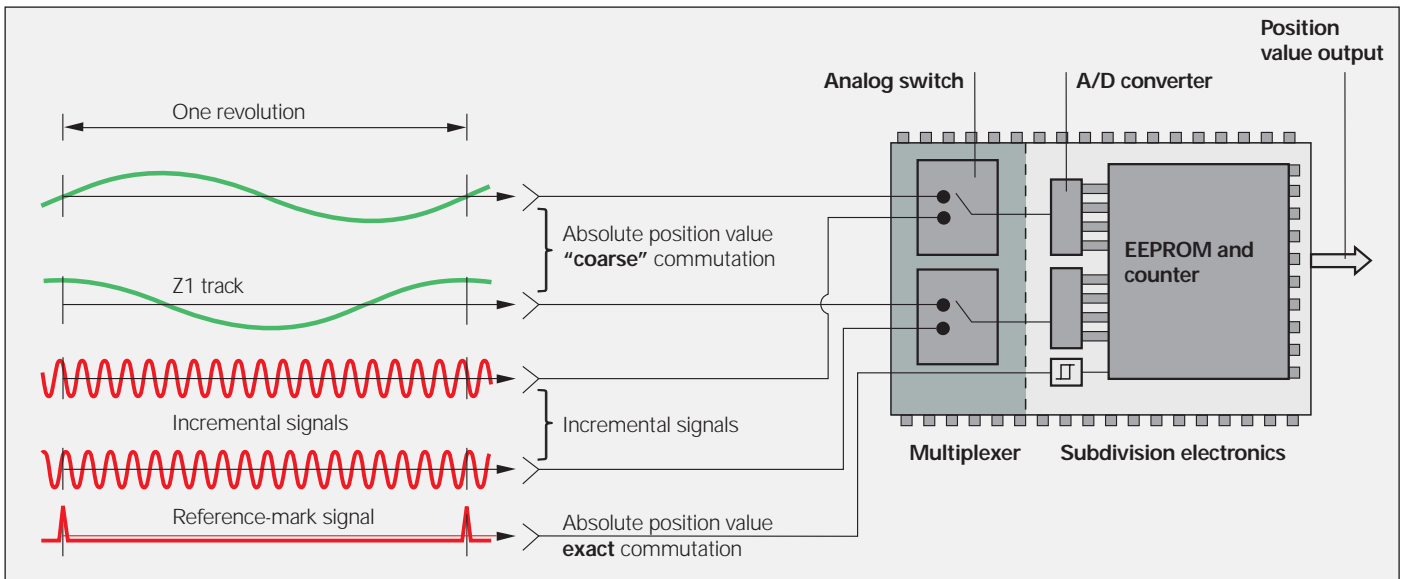 Position
value output
Analog switch
A/D converter
One revolution
Absolute position value
“coarse” commutation
EEPROM and
counter
Z1 track
Incremental signals
Incremental signals
Multiplexer
Subdivision electronics
Reference-mark signal
Absolute position value
exact commutation